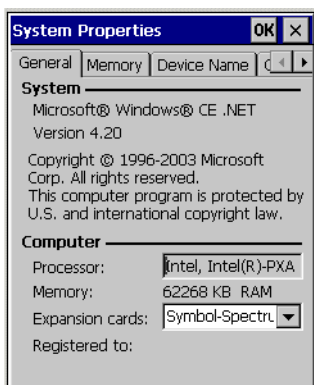 System Properties OK ×
General Memory Device Name
System
Microsoft® Windows® CE .NET
Version 4.20
Copyright © 1996-2003 Microsoft
Corp. All rights reserved.
This computer program is protected by
U.S. and international copyright law.
Computer
Processor: Intel, Intel(R)-PXA
Memory: 62268 KB RAM
Expansion cards: Symbol-Spectru
Registered to: